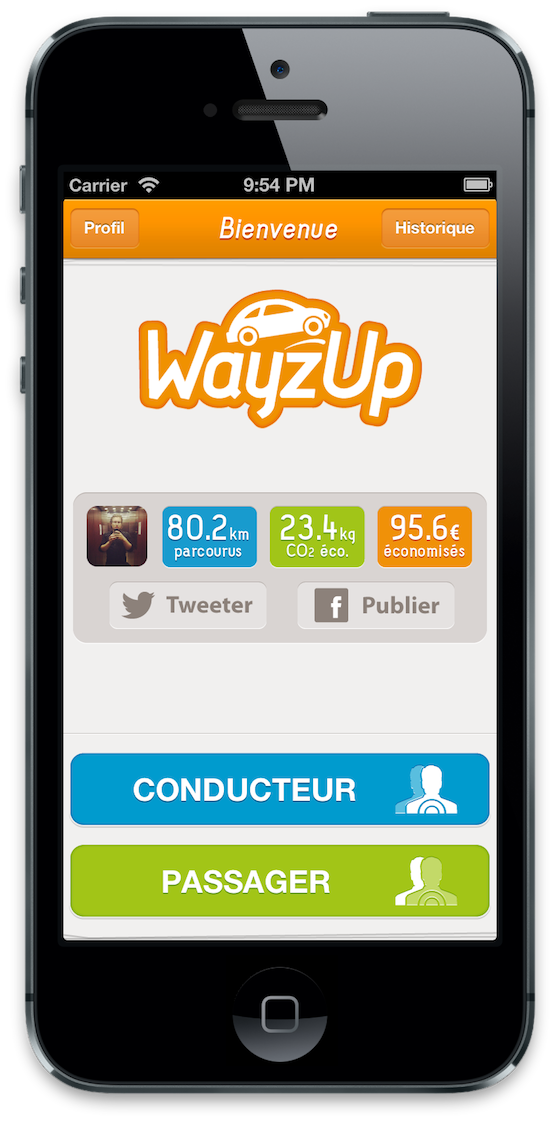 Carrier 9:54 PM
Profil Bienvenue Historique
WayzUp
80.2km 23.4kg 95.6€
parcourus CO2 éco. économisés
Tweeter Publier
CONDUCTEUR
PASSAGER